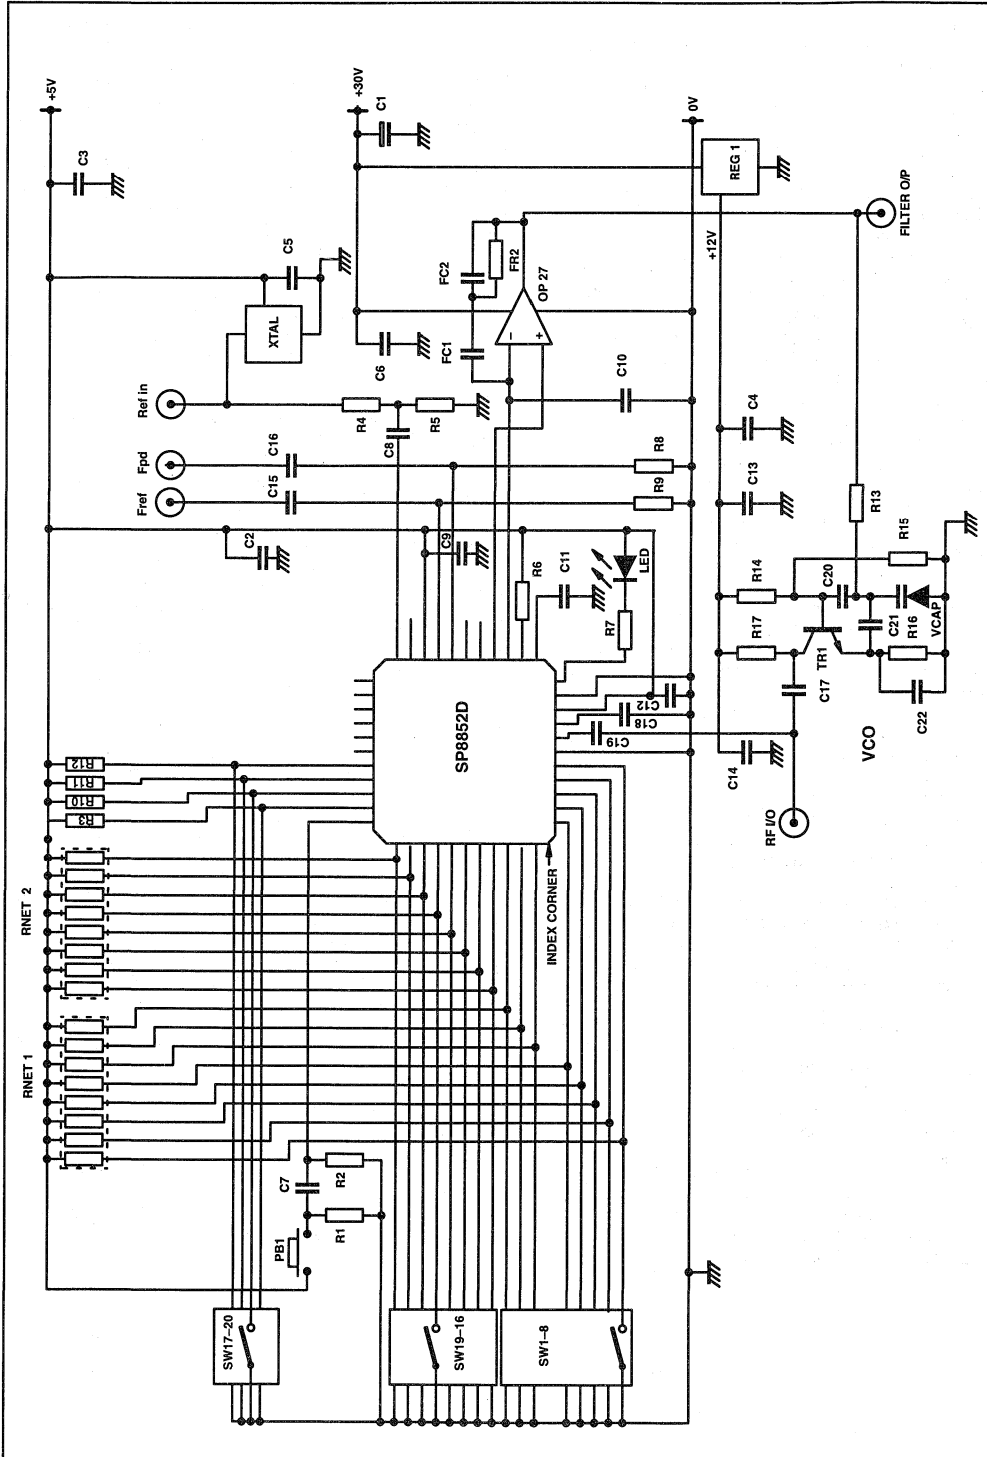 +5V
C3
+30V
C1
0V
REG 1
+12V
FILTER O/P
C5
XTAL
FC2
FR2
OP 27
−
+
FC1
C6
C10
Ref in
R4
R5
C8
Fpd
C16
R8
Fref
C15
R9
C4
C13
R13
R15
C2
C9
R6
C11
LED
R7
R14
C20
R17
TR1
C21
R16
VCAP
C17
C22
VCO
C12
C18
C19
C14
RF I/O
SP8852D
INDEX CORNER
R12
R11
R10
R3
RNET 2
RNET 1
C7
R2
R1
PB1
SW17–20
SW19–16
SW1–8